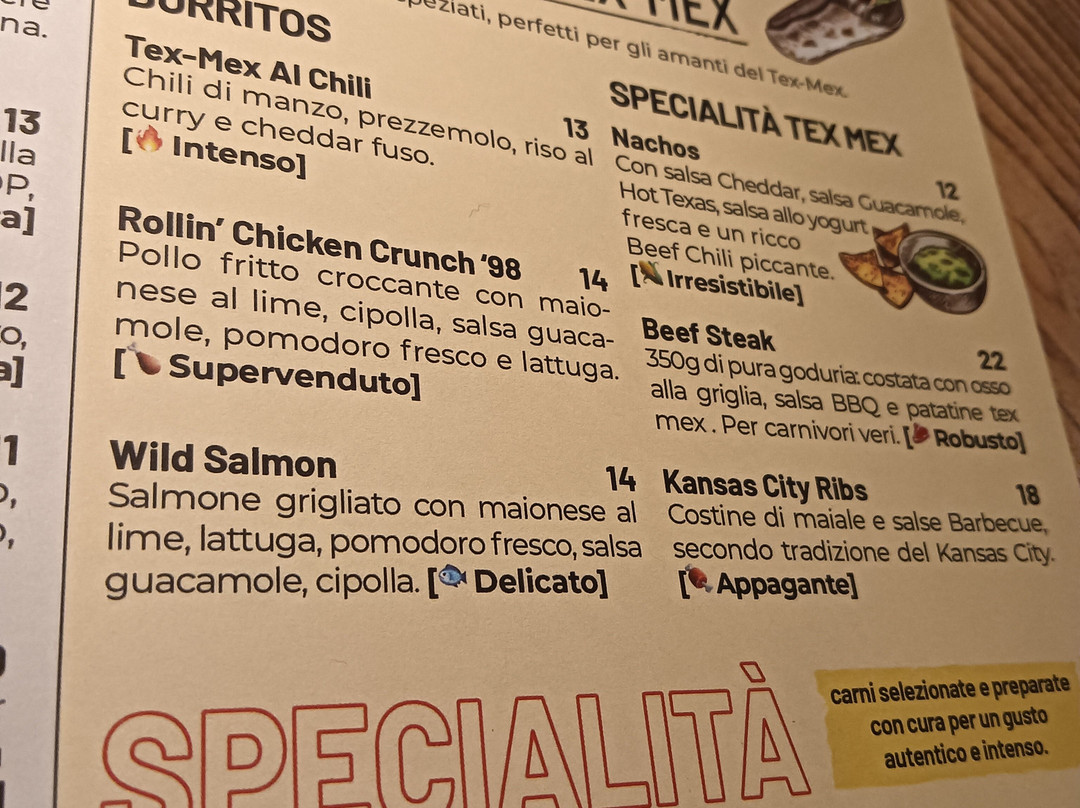 na.
13
lla
OP,
a]
12
o,
a]
BURRITOS
Tex-Mex Al Chili
13
Chili di manzo, prezzemolo, riso al
curry e cheddar fuso.
[🔥 Intenso]
Rollin’ Chicken Crunch ‘98
14
Pollo fritto croccante con maio-
nese al lime, cipolla, salsa guaca-
mole, pomodoro fresco e lattuga.
[🍗 Supervenduto]
Wild Salmon
14
Salmone grigliato con maionese al
lime, lattuga, pomodoro fresco, salsa
guacamole, cipolla. [🐟 Delicato]
TEX MEX
speziati, perfetti per gli amanti del Tex-Mex.
SPECIALITÀ TEX MEX
Nachos
12
Con salsa Cheddar, salsa Guacamole,
Hot Texas, salsa allo yogurt
fresca e un ricco
Beef Chili piccante.
[🌽 Irresistibile]
Beef Steak
22
350g di pura goduria: costata con osso
alla griglia, salsa BBQ e patatine tex
mex . Per carnivori veri. [🥩 Robusto]
Kansas City Ribs
18
Costine di maiale e salse Barbecue,
secondo tradizione del Kansas City.
[🍖 Appagante]
SPECIALITÀ
carni selezionate e preparate
con cura per un gusto
autentico e intenso.